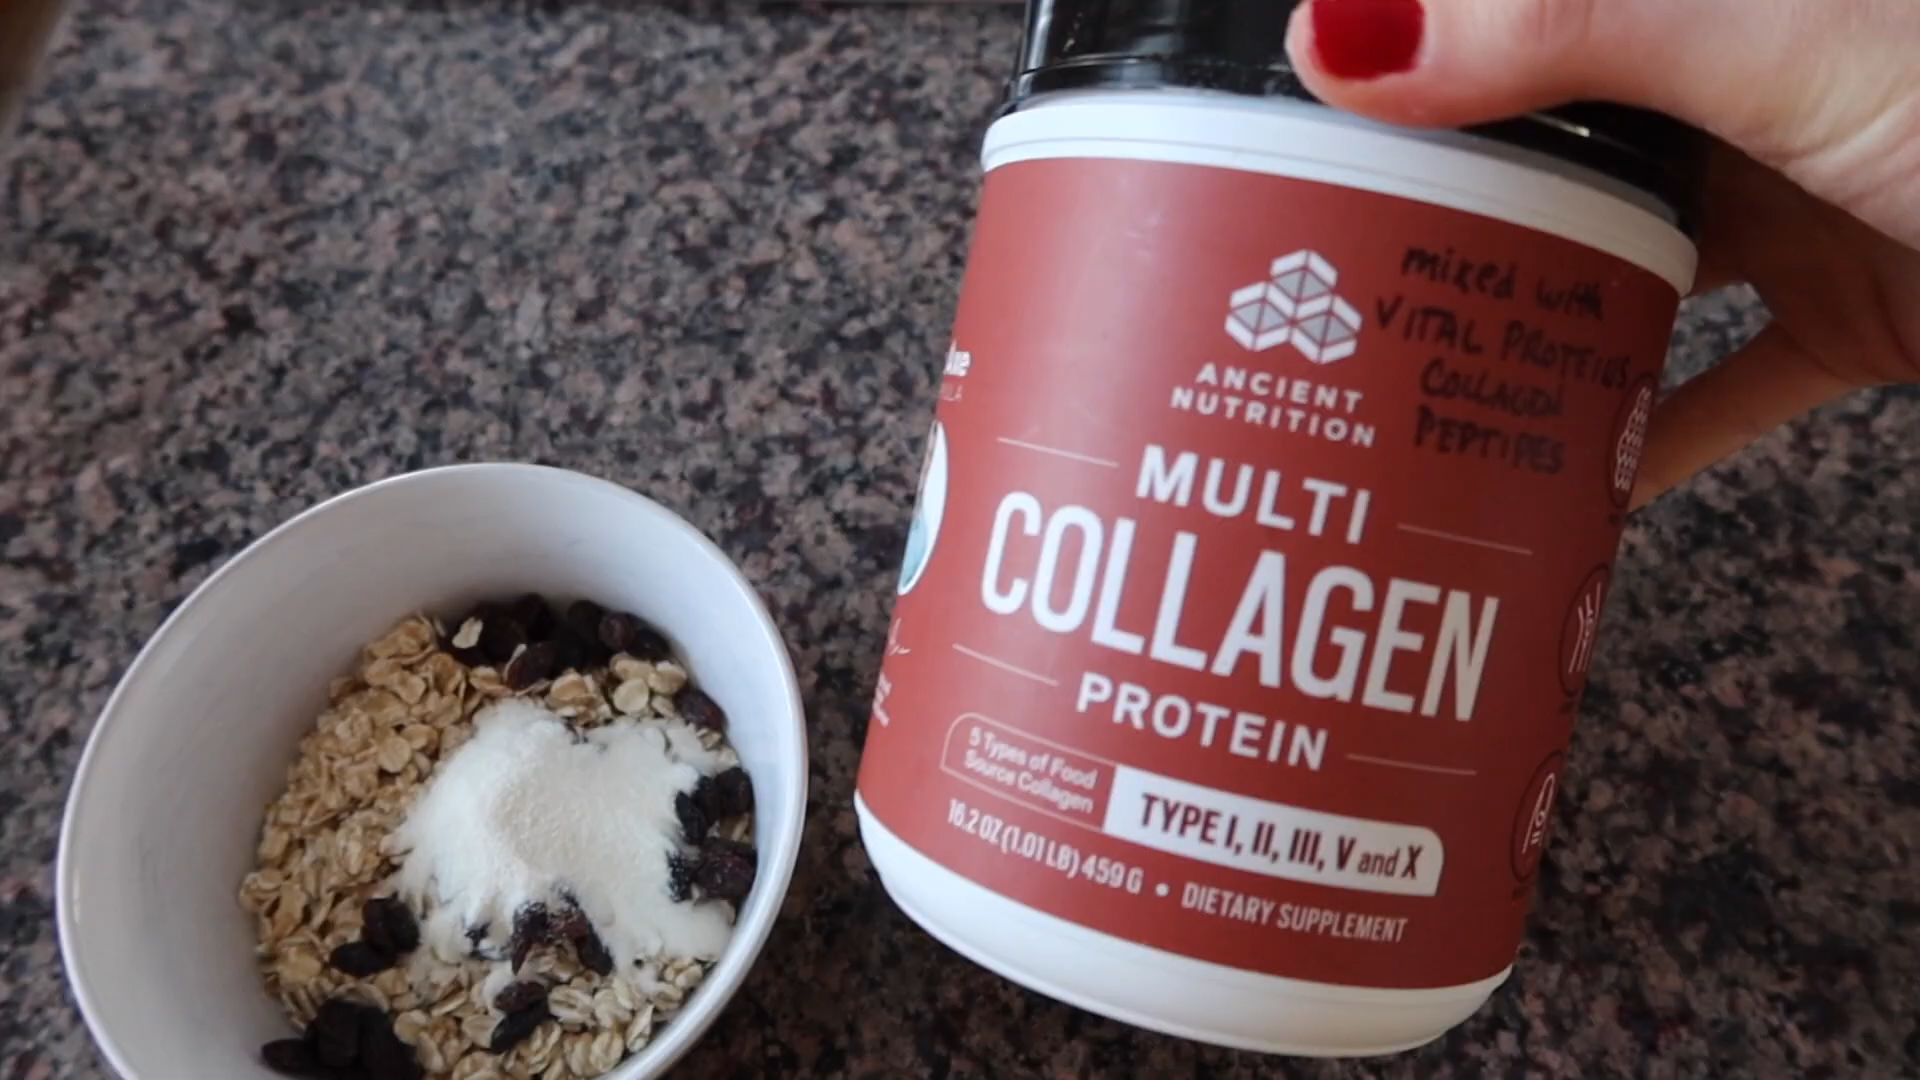 mixed with
VITAL PROTEINS
COLLAGEN
PEPTIDES
ANCIENT
NUTRITION
MULTI
COLLAGEN
PROTEIN
5 Types of Food
Source Collagen
TYPE I, II, III, V and X
16.2 OZ (1.01 LB) 459 G • DIETARY SUPPLEMENT